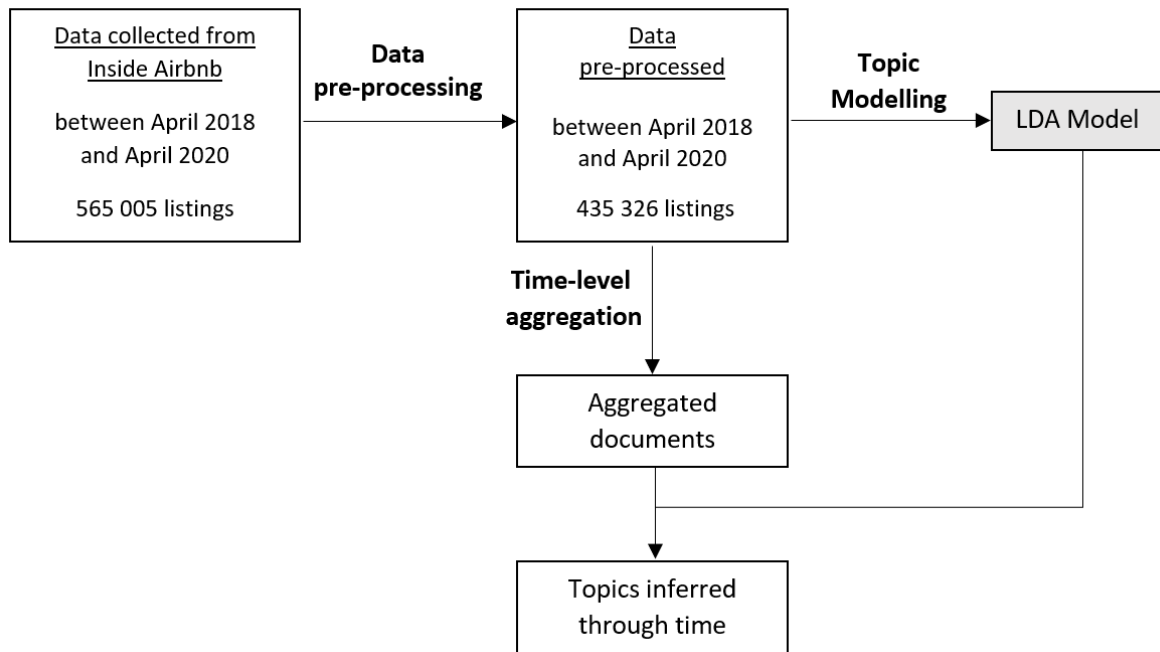 Data collected from
Inside Airbnb
between April 2018
and April 2020
565 005 listings
Data
pre-processing
Data
pre-processed
between April 2018
and April 2020
435 326 listings
Topic
Modelling
LDA Model
Time-level
aggregation
Aggregated
documents
Topics inferred
through time